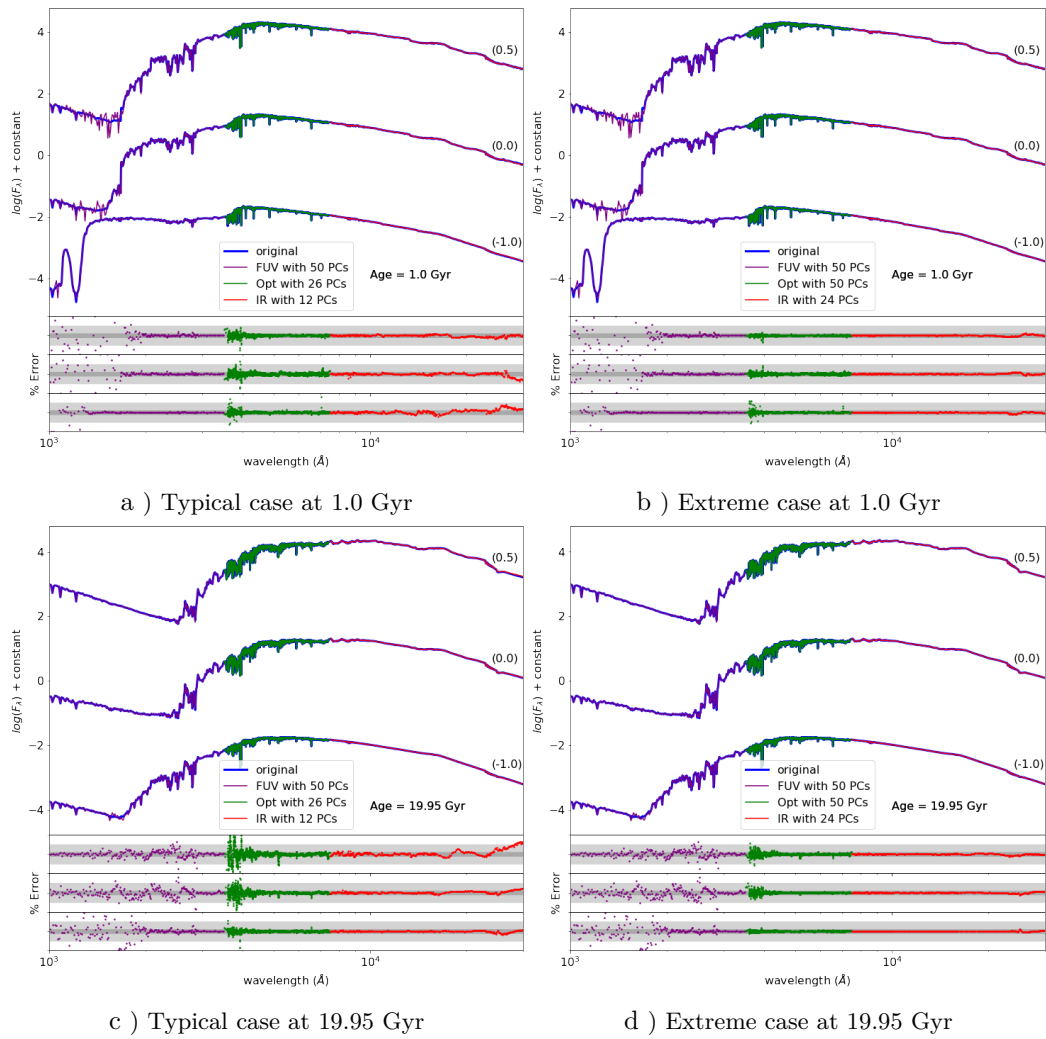 4
2
0
−2
−4
log(Fλ) + constant
(0.5)
(0.0)
(-1.0)
original
FUV with 50 PCs
Opt with 26 PCs
IR with 12 PCs
Age = 1.0 Gyr
% Error
10³
10⁴
wavelength (Å)
a ) Typical case at 1.0 Gyr
4
2
0
−2
−4
log(Fλ) + constant
(0.5)
(0.0)
(-1.0)
original
FUV with 50 PCs
Opt with 50 PCs
IR with 24 PCs
Age = 1.0 Gyr
% Error
10³
10⁴
wavelength (Å)
b ) Extreme case at 1.0 Gyr
4
2
0
−2
−4
log(Fλ) + constant
(0.5)
(0.0)
(-1.0)
original
FUV with 50 PCs
Opt with 26 PCs
IR with 12 PCs
Age = 19.95 Gyr
% Error
10³
10⁴
wavelength (Å)
c ) Typical case at 19.95 Gyr
4
2
0
−2
−4
log(Fλ) + constant
(0.5)
(0.0)
(-1.0)
original
FUV with 50 PCs
Opt with 50 PCs
IR with 24 PCs
Age = 19.95 Gyr
% Error
10³
10⁴
wavelength (Å)
d ) Extreme case at 19.95 Gyr